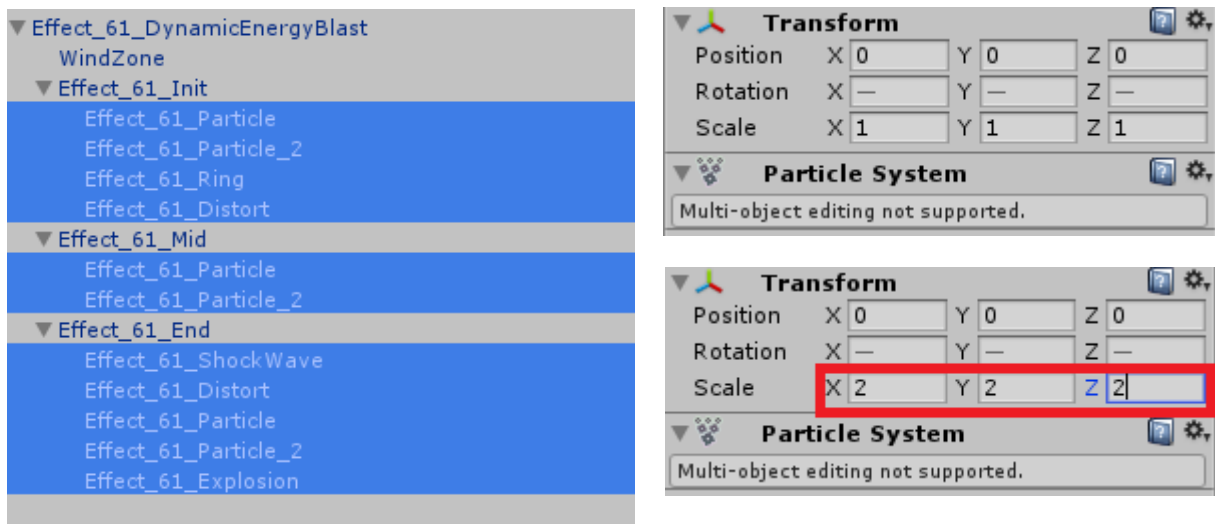 Effect_61_DynamicEnergyBlast
WindZone
Effect_61_Init
Effect_61_Particle
Effect_61_Particle_2
Effect_61_Ring
Effect_61_Distort
Effect_61_Mid
Effect_61_Particle
Effect_61_Particle_2
Effect_61_End
Effect_61_ShockWave
Effect_61_Distort
Effect_61_Particle
Effect_61_Particle_2
Effect_61_Explosion
Transform
Position X 0 Y 0 Z 0
Rotation X — Y — Z —
Scale X 1 Y 1 Z 1
Particle System
Multi-object editing not supported.
Transform
Position X 0 Y 0 Z 0
Rotation X — Y — Z —
Scale X 2 Y 2 Z 2
Particle System
Multi-object editing not supported.